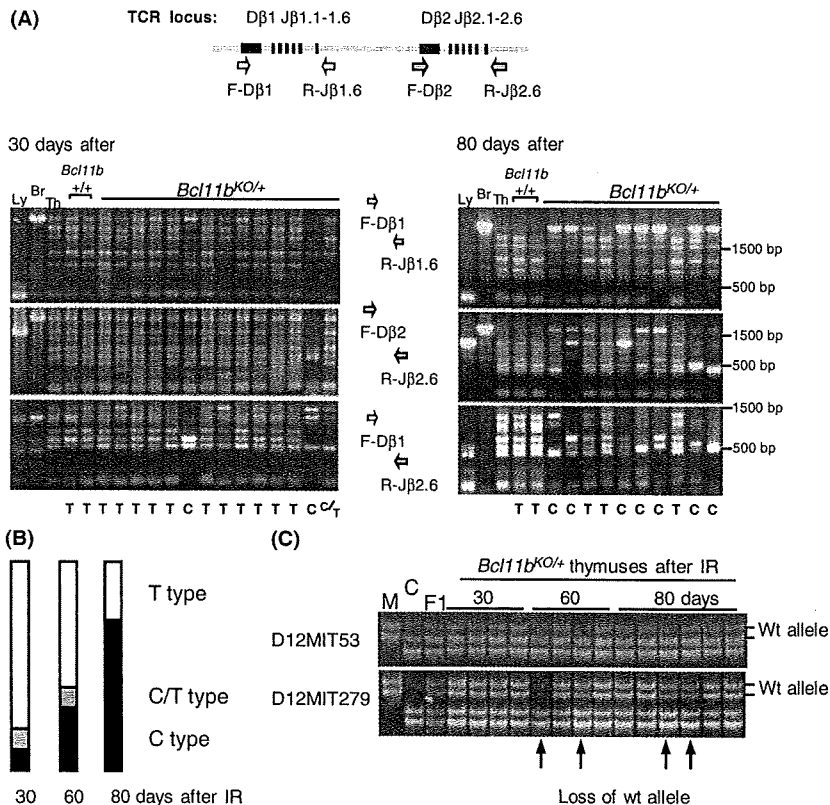 (A)
TCR locus: Dβ1 Jβ1.1-1.6 Dβ2 Jβ2.1-2.6
F-Dβ1 R-Jβ1.6 F-Dβ2 R-Jβ2.6
30 days after
80 days after
Ly Br Th Bcl11b +/+ Bcl11b^KO/+
Ly Br Th Bcl11b +/+ Bcl11b^KO/+
F-Dβ1
R-Jβ1.6
1500 bp
500 bp
F-Dβ2
R-Jβ2.6
1500 bp
500 bp
F-Dβ1
R-Jβ2.6
1500 bp
500 bp
T T T T T T T C T T T T T T C C/T
T T C C T T C C C T C C
(B)
T type
C/T type
C type
30 60 80 days after IR
(C)
Bcl11b^KO/+ thymuses after IR
M C F1 30 60 80 days
D12MIT53 Wt allele
D12MIT279 Wt allele
Loss of wt allele